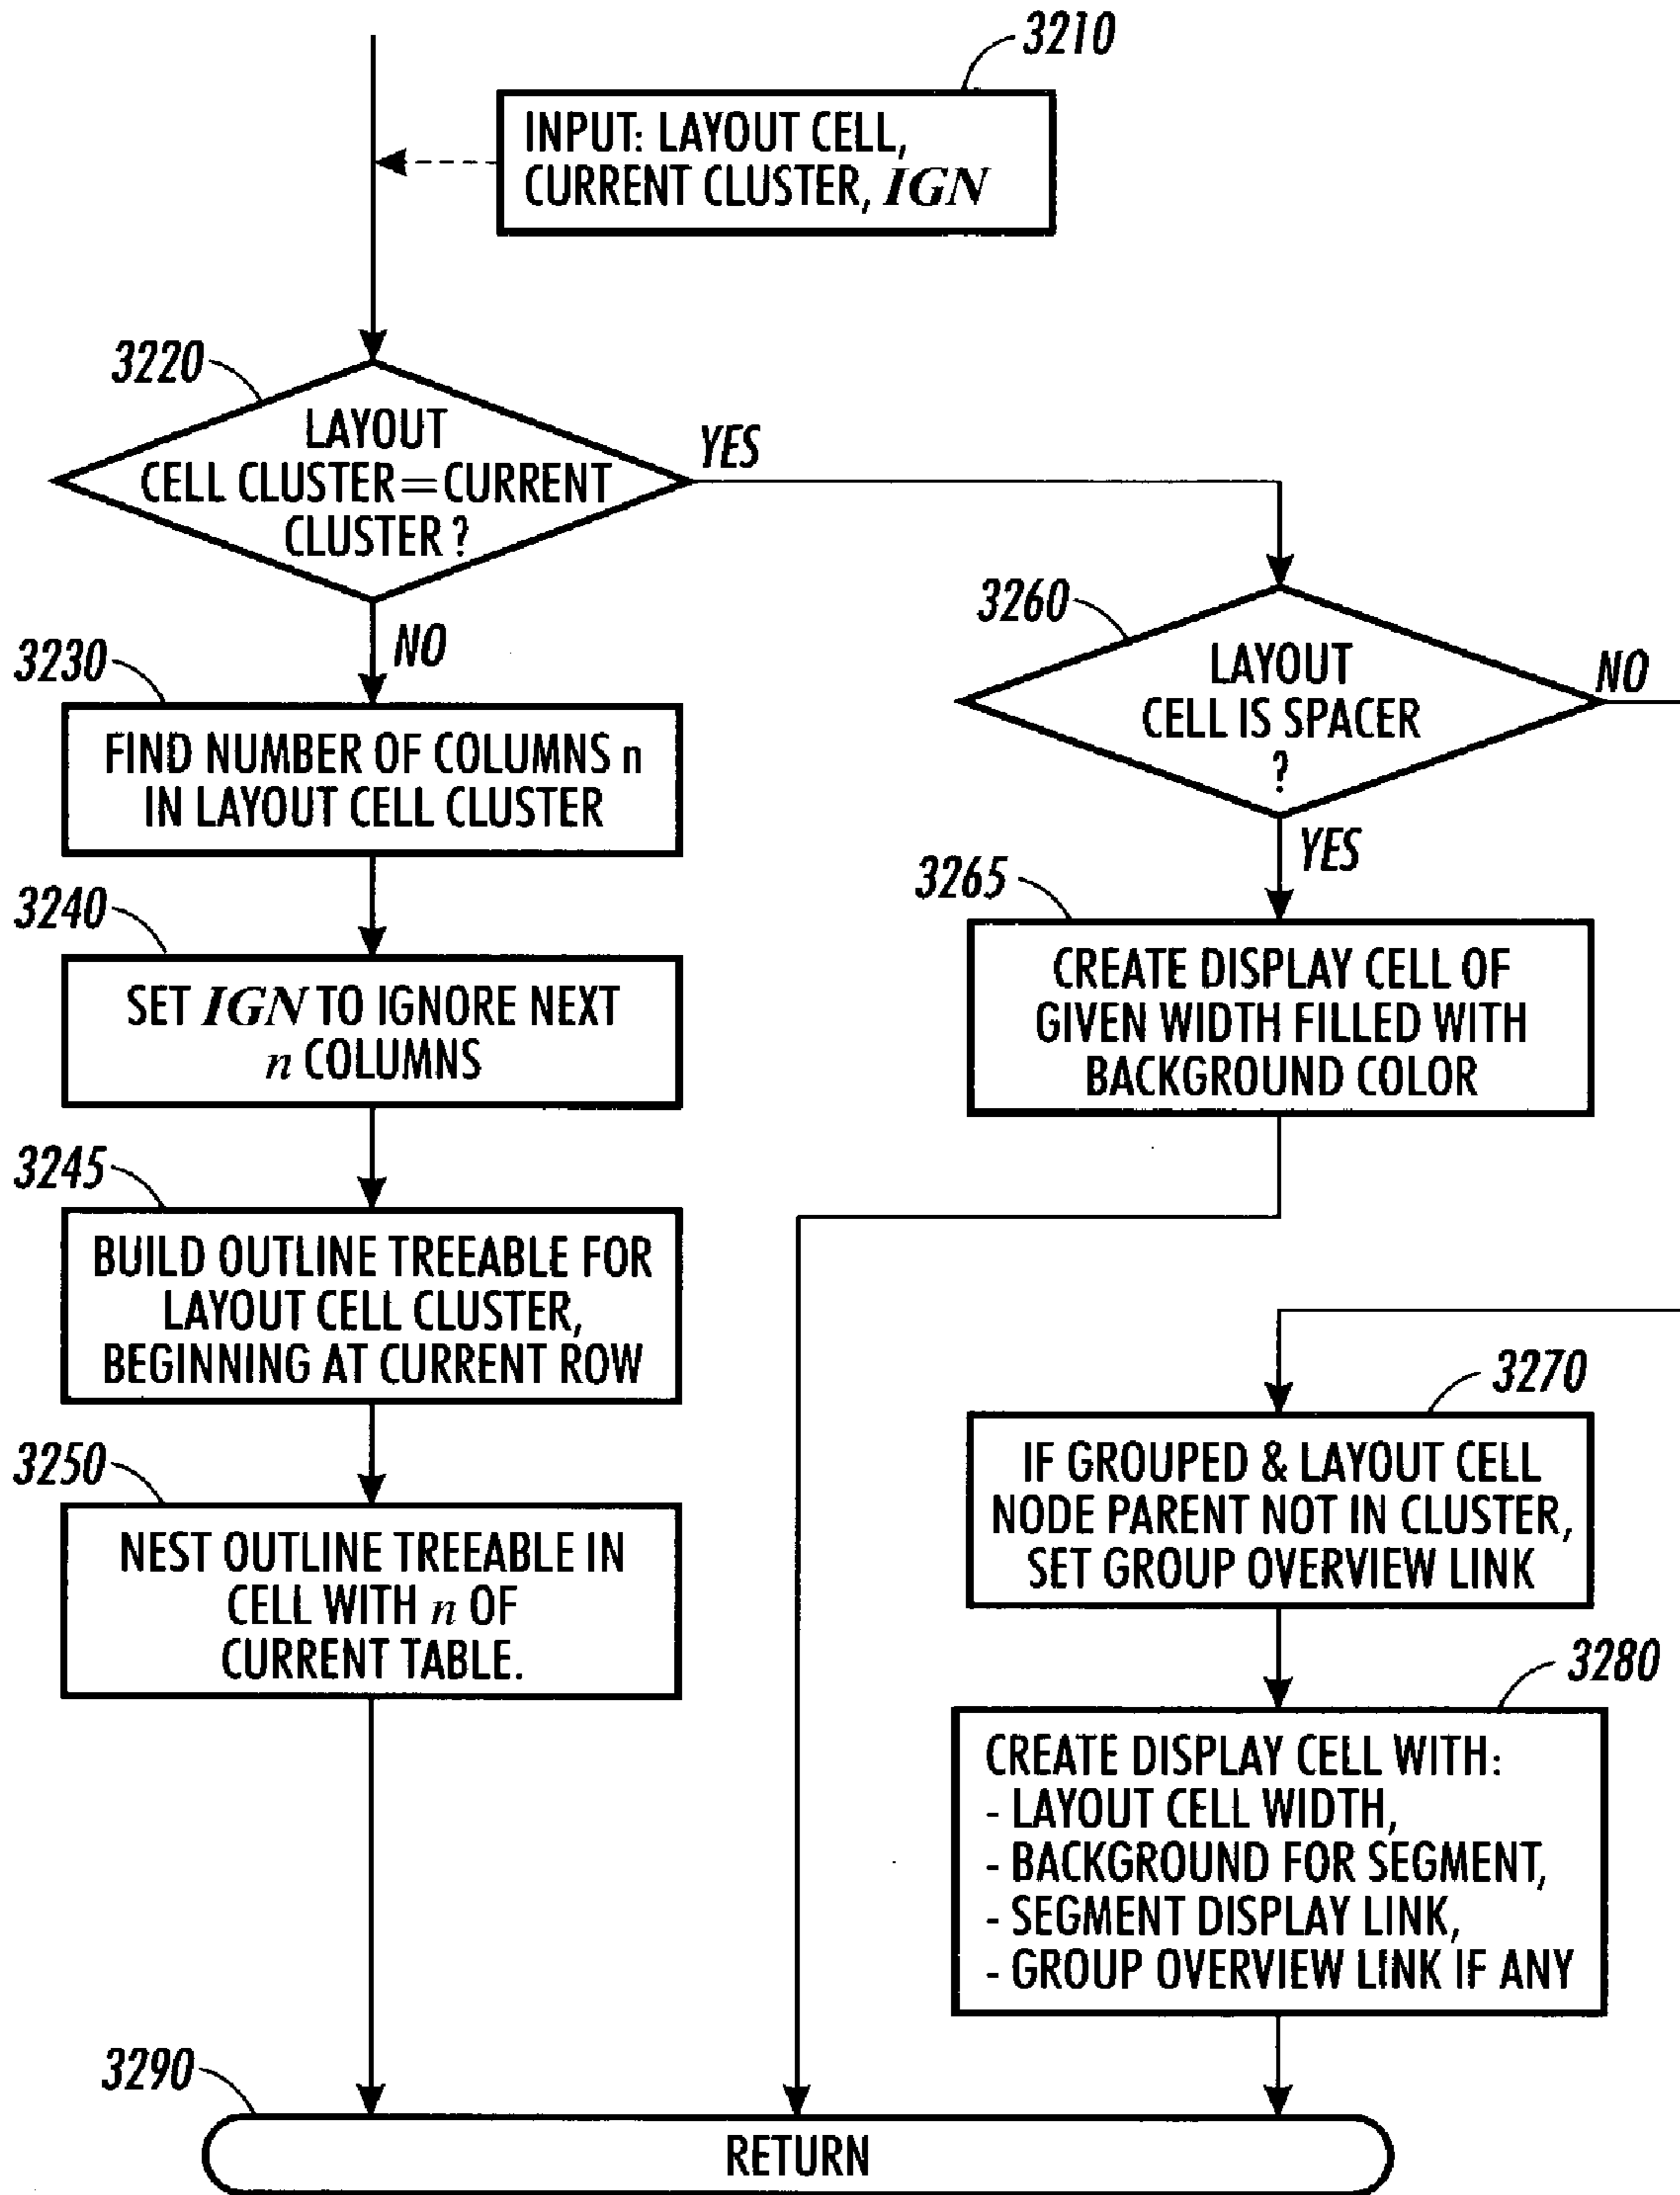 3210
INPUT: LAYOUT CELL,
CURRENT CLUSTER, IGN
3220
LAYOUT
CELL CLUSTER=CURRENT
CLUSTER?
YES
NO
3230
FIND NUMBER OF COLUMNS n
IN LAYOUT CELL CLUSTER
3240
SET IGN TO IGNORE NEXT
n COLUMNS
3245
BUILD OUTLINE TREEABLE FOR
LAYOUT CELL CLUSTER,
BEGINNING AT CURRENT ROW
3250
NEST OUTLINE TREEABLE IN
CELL WITH n OF
CURRENT TABLE.
3260
LAYOUT
CELL IS SPACER
?
NO
YES
3265
CREATE DISPLAY CELL OF
GIVEN WIDTH FILLED WITH
BACKGROUND COLOR
3270
IF GROUPED & LAYOUT CELL
NODE PARENT NOT IN CLUSTER,
SET GROUP OVERVIEW LINK
3280
CREATE DISPLAY CELL WITH:
- LAYOUT CELL WIDTH,
- BACKGROUND FOR SEGMENT,
- SEGMENT DISPLAY LINK,
- GROUP OVERVIEW LINK IF ANY
3290
RETURN